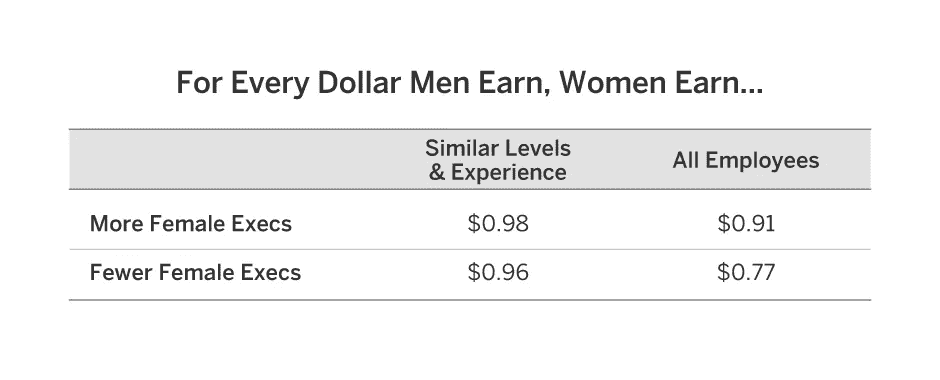 For Every Dollar Men Earn, Women Earn...
Similar Levels
& Experience
All Employees
More Female Execs $0.98 $0.91
Fewer Female Execs $0.96 $0.77